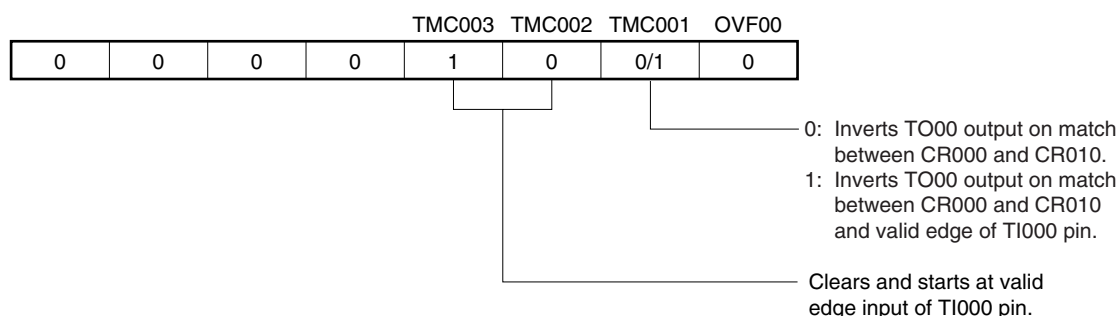 TMC003 TMC002 TMC001 OVF00
0 0 0 0 1 0 0/1 0
0: Inverts TO00 output on match
between CR000 and CR010.
1: Inverts TO00 output on match
between CR000 and CR010
and valid edge of TI000 pin.
Clears and starts at valid
edge input of TI000 pin.